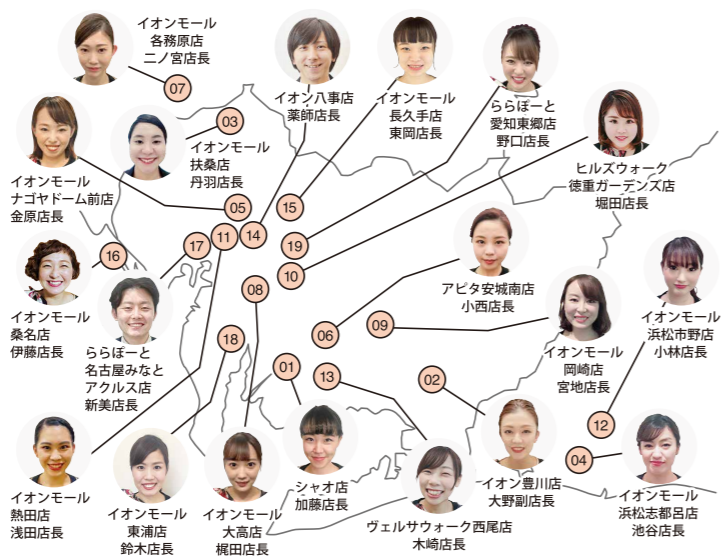 イオンモール
各務原店
二ノ宮店長
07
イオン八事店
薬師店長
イオンモール
長久手店
東岡店長
ららぽーと
愛知東郷店
野口店長
ヒルズウォーク
徳重ガーデンズ店
堀田店長
イオンモール
ナゴヤドーム前店
金原店長
03
イオンモール
扶桑店
丹羽店長
05
15
11
14
19
17
16
10
08
イオンモール
桑名店
伊藤店長
ららぽーと
名古屋みなと
アクルス店
新美店長
アピタ安城南店
小西店長
イオンモール
岡崎店
宮地店長
イオンモール
浜松市野店
小林店長
18
06
09
01
13
02
12
04
イオンモール
熱田店
浅田店長
イオンモール
東浦店
鈴木店長
イオンモール
大高店
梶田店長
シャオ店
加藤店長
ヴェルサウォーク西尾店
木崎店長
イオン豊川店
大野副店長
イオンモール
浜松志都呂店
池谷店長